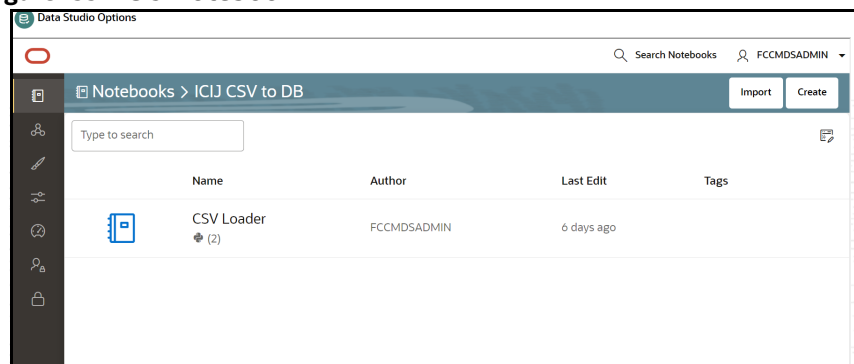 Data Studio Options
Search Notebooks FCCMDSADMIN
Notebooks > ICIJ CSV to DB
Import Create
Type to search
Name Author Last Edit Tags
CSV Loader FCCMDSADMIN 6 days ago
(2)